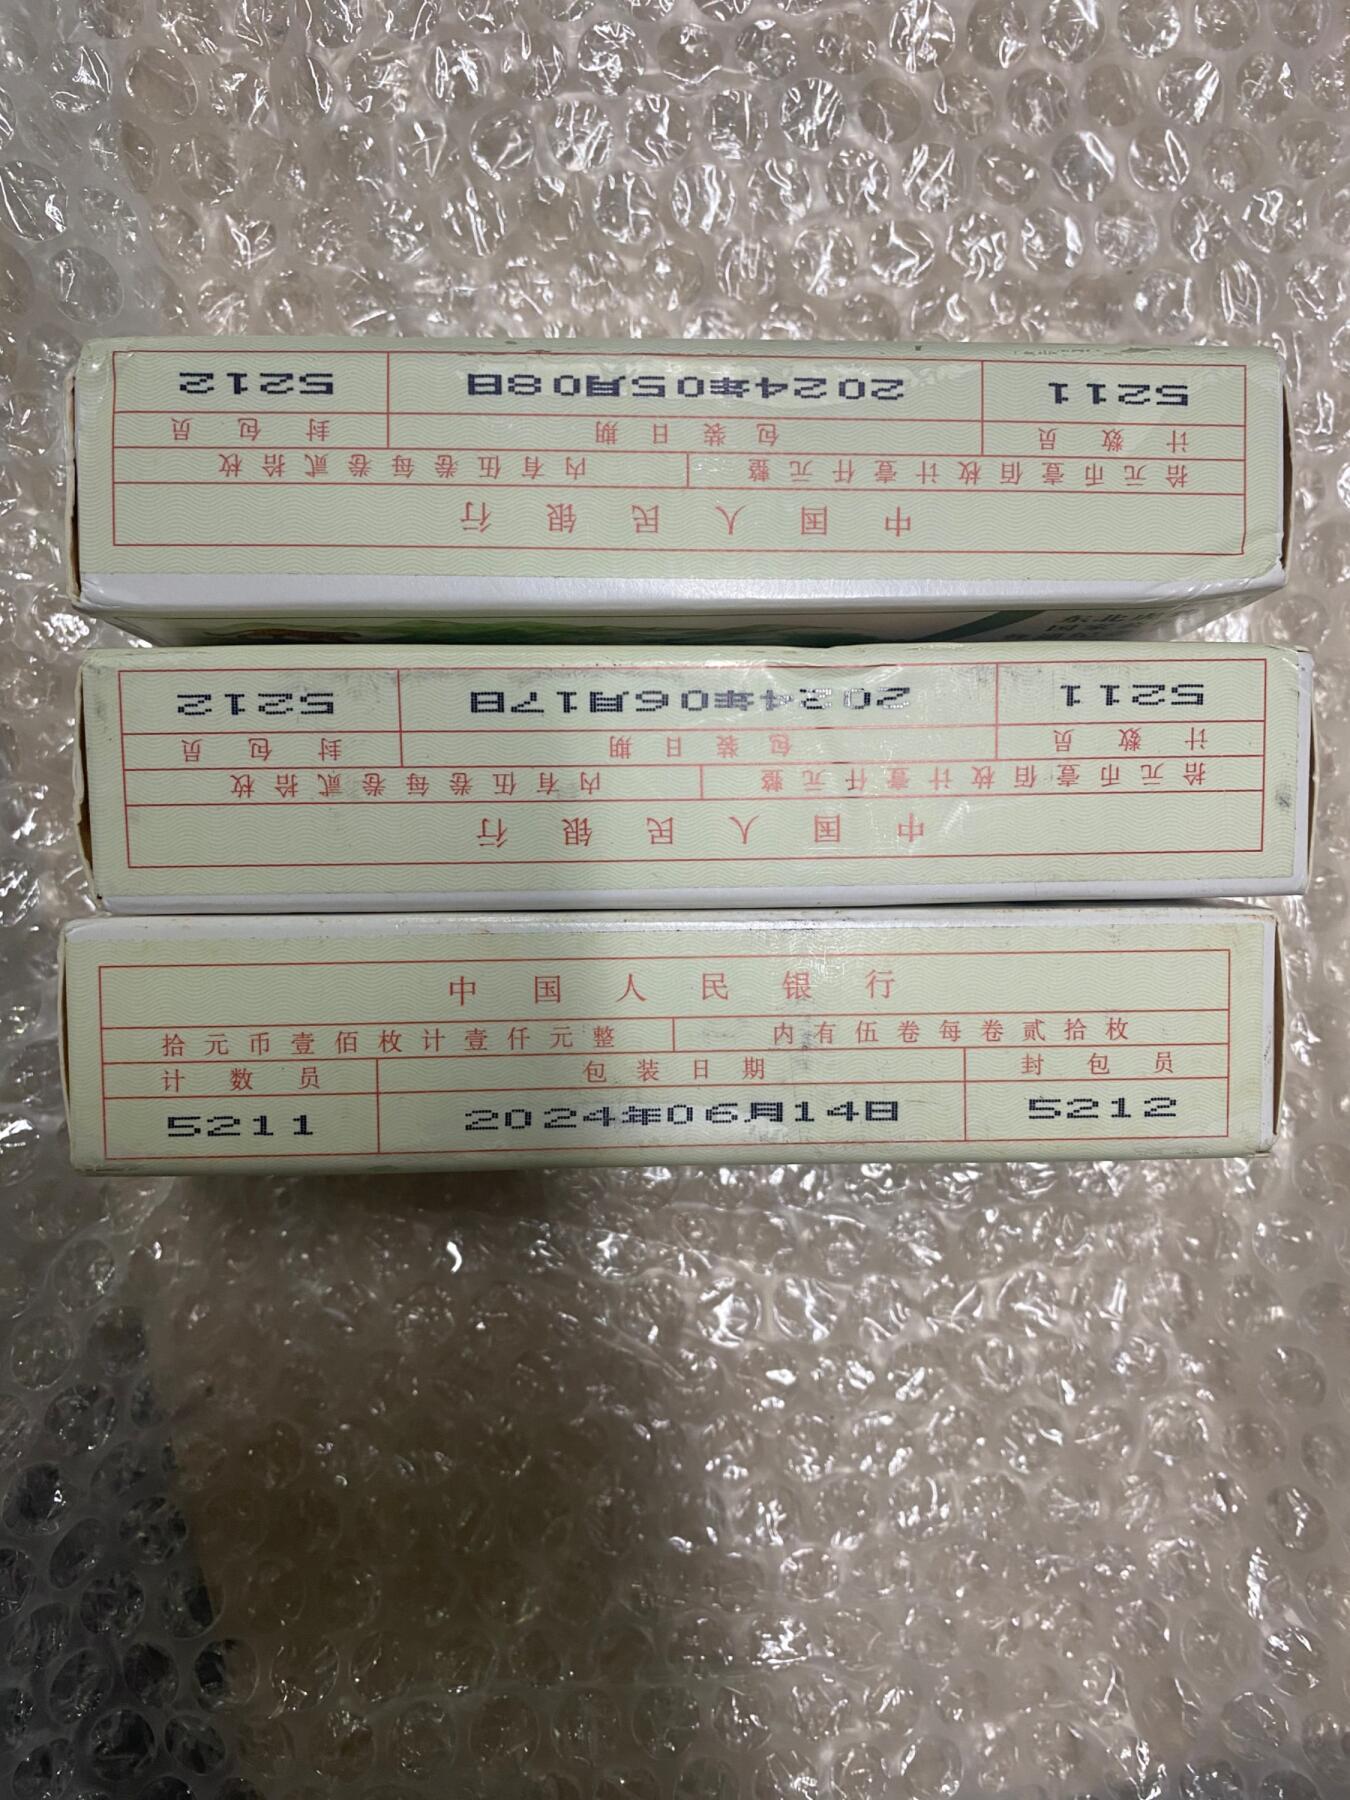 中国人民银行
拾元币壹佰枚计壹仟元整 内有伍卷每卷贰拾枚
计数员 包装日期 封包员
5211 2024年05月08日 5212
东北
中国人民银行
拾元币壹佰枚计壹仟元整 内有伍卷每卷贰拾枚
计数员 包装日期 封包员
5211 2024年06月17日 5212
中国人民银行
拾元币壹佰枚计壹仟元整 内有伍卷每卷贰拾枚
计数员 包装日期 封包员
5211 2024年06月14日 5212